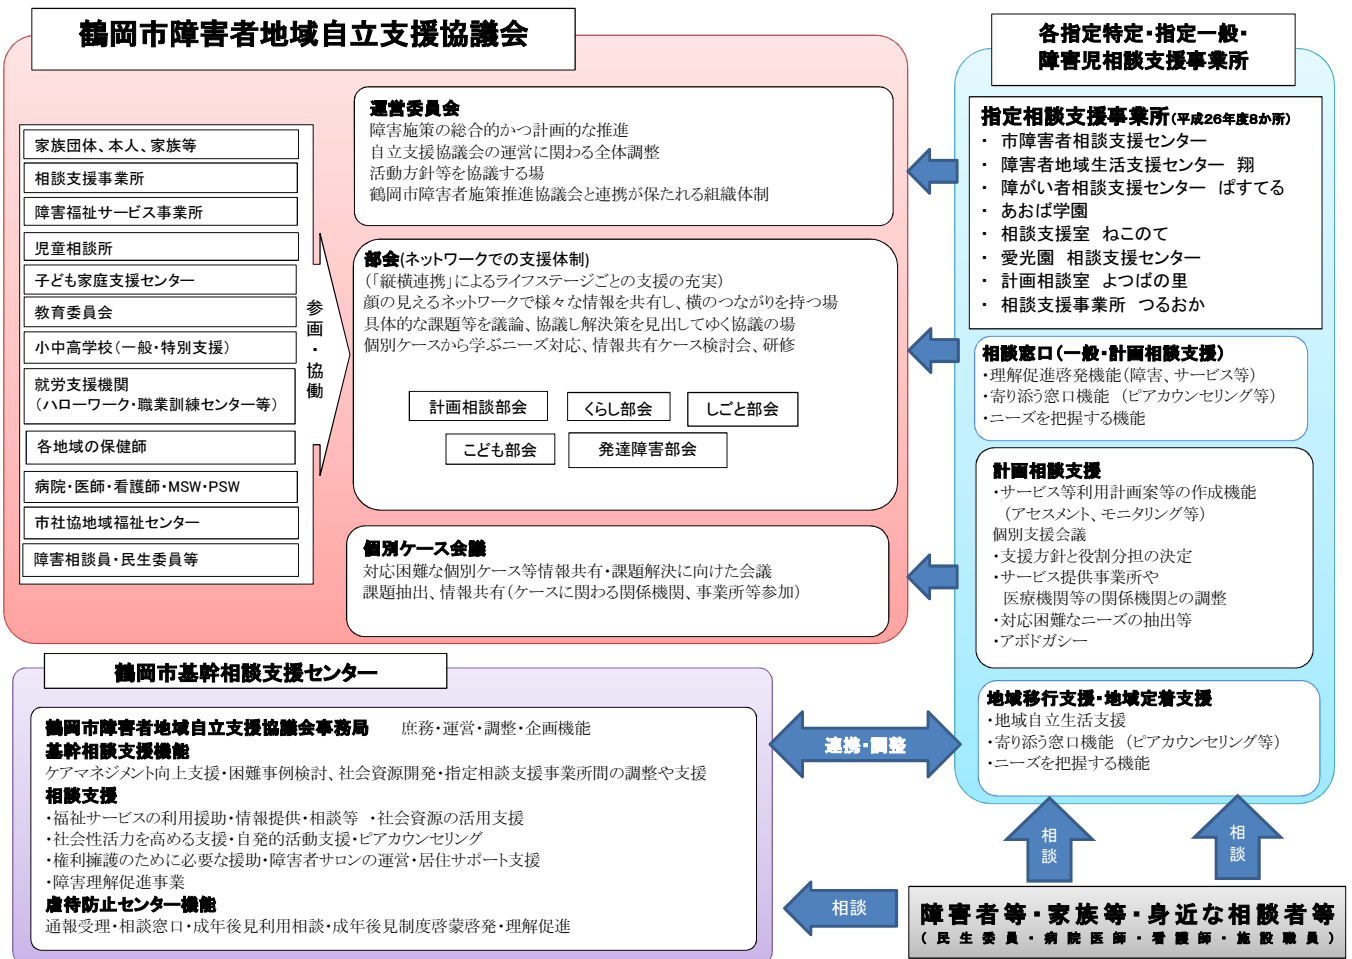 鶴岡市障害者地域自立支援協議会
家族団体、本人、家族等
相談支援事業所
障害福祉サービス事業所
児童相談所
子ども家庭支援センター
教育委員会
小中高学校(一般・特別支援)
就労支援機関
(ハローワーク・職業訓練センター等)
各地域の保健師
病院・医師・看護師・MSW・PSW
市社協地域福祉センター
障害相談員・民生委員等
参画・協働
運営委員会
障害施策の総合的かつ計画的な推進
自立支援協議会の運営に関わる全体調整
活動方針等を協議する場
鶴岡市障害者施策推進協議会と連携が保たれる組織体制
部会(ネットワークでの支援体制)
(「縦横連携」によるライフステージごとの支援の充実)
顔の見えるネットワークで様々な情報を共有し、横のつながりを持つ場
具体的な課題等を議論、協議し解決策を見出してゆく協議の場
個別ケースから学ぶニーズ対応、情報共有ケース検討会、研修
計画相談部会
くらし部会
しごと部会
こども部会
発達障害部会
個別ケース会議
対応困難な個別ケース等情報共有・課題解決に向けた会議
課題抽出、情報共有(ケースに関わる関係機関、事業所等参加)
各指定特定・指定一般・
障害児相談支援事業所
指定相談支援事業所(平成26年度8か所)
・ 市障害者相談支援センター
・ 障害者地域生活支援センター 翔
・ 障がい者相談支援センター ぱすてる
・ あおば学園
・ 相談支援室 ねこのて
・ 愛光園 相談支援センター
・ 計画相談室 よつばの里
・ 相談支援事業所 つるおか
相談窓口(一般・計画相談支援)
・理解促進啓発機能(障害、サービス等)
・寄り添う窓口機能 (ピアカウンセリング等)
・ニーズを把握する機能
計画相談支援
・サービス等利用計画案等の作成機能
(アセスメント、モニタリング等)
個別支援会議
・支援方針と役割分担の決定
・サービス提供事業所や
医療機関等の関係機関との調整
・対応困難なニーズの抽出等
・アボドガシー
地域移行支援・地域定着支援
・地域自立生活支援
・寄り添う窓口機能 (ピアカウンセリング等)
・ニーズを把握する機能
鶴岡市基幹相談支援センター
鶴岡市障害者地域自立支援協議会事務局 庶務・運営・調整・企画機能
基幹相談支援機能
ケアマネジメント向上支援・困難事例検討、社会資源開発・指定相談支援事業所間の調整や支援
相談支援
・福祉サービスの利用援助・情報提供・相談等 ・社会資源の活用支援
・社会性活力を高める支援・自発的活動支援・ピアカウンセリング
・権利擁護のために必要な援助・障害者サロンの運営・居住サポート支援
・障害理解促進事業
虐待防止センター機能
通報受理・相談窓口・成年後見利用相談・成年後見制度啓蒙啓発・理解促進
連携・調整
相談
相談
相談
障害者等・家族等・身近な相談者等
(民生委員・病院医師・看護師・施設職員)